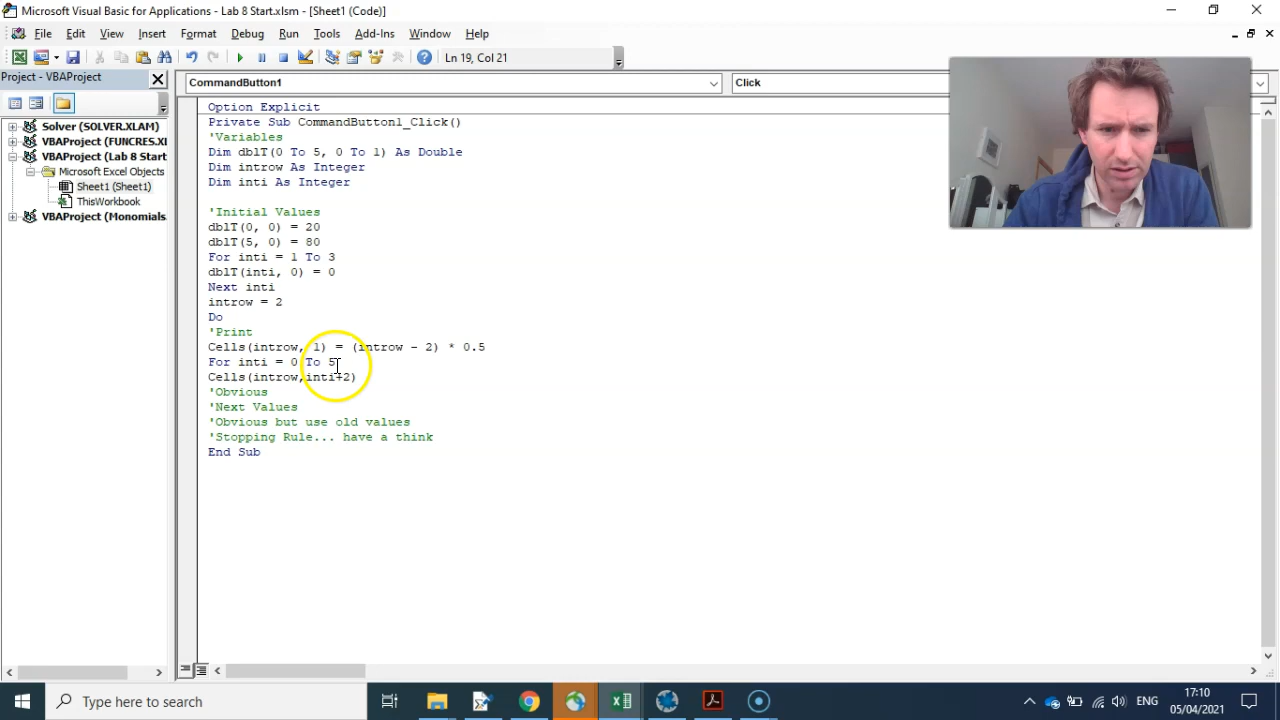 Microsoft Visual Basic for Applications - Lab 8 Start.xlsm - [Sheet1 (Code)]
File Edit View Insert Format Debug Run Tools Add-Ins Window Help
Ln 19, Col 21
Project - VBAProject
CommandButton1
Click
Solver (SOLVER.XLAM)
VBAProject (FUNCRES.XL
VBAProject (Lab 8 Start
Microsoft Excel Objects
Sheet1 (Sheet1)
ThisWorkbook
VBAProject (Monomials.
Option Explicit
Private Sub CommandButton1_Click()
'Variables
Dim dblT(0 To 5, 0 To 1) As Double
Dim introw As Integer
Dim inti As Integer
'Initial Values
dblT(0, 0) = 20
dblT(5, 0) = 80
For inti = 1 To 3
dblT(inti, 0) = 0
Next inti
introw = 2
Do
'Print
Cells(introw, 1) = (introw - 2) * 0.5
For inti = 0 To 5
Cells(introw,inti+2)
'Obvious
'Next Values
'Obvious but use old values
'Stopping Rule... have a think
End Sub
Type here to search
ENG
17:10
05/04/2021